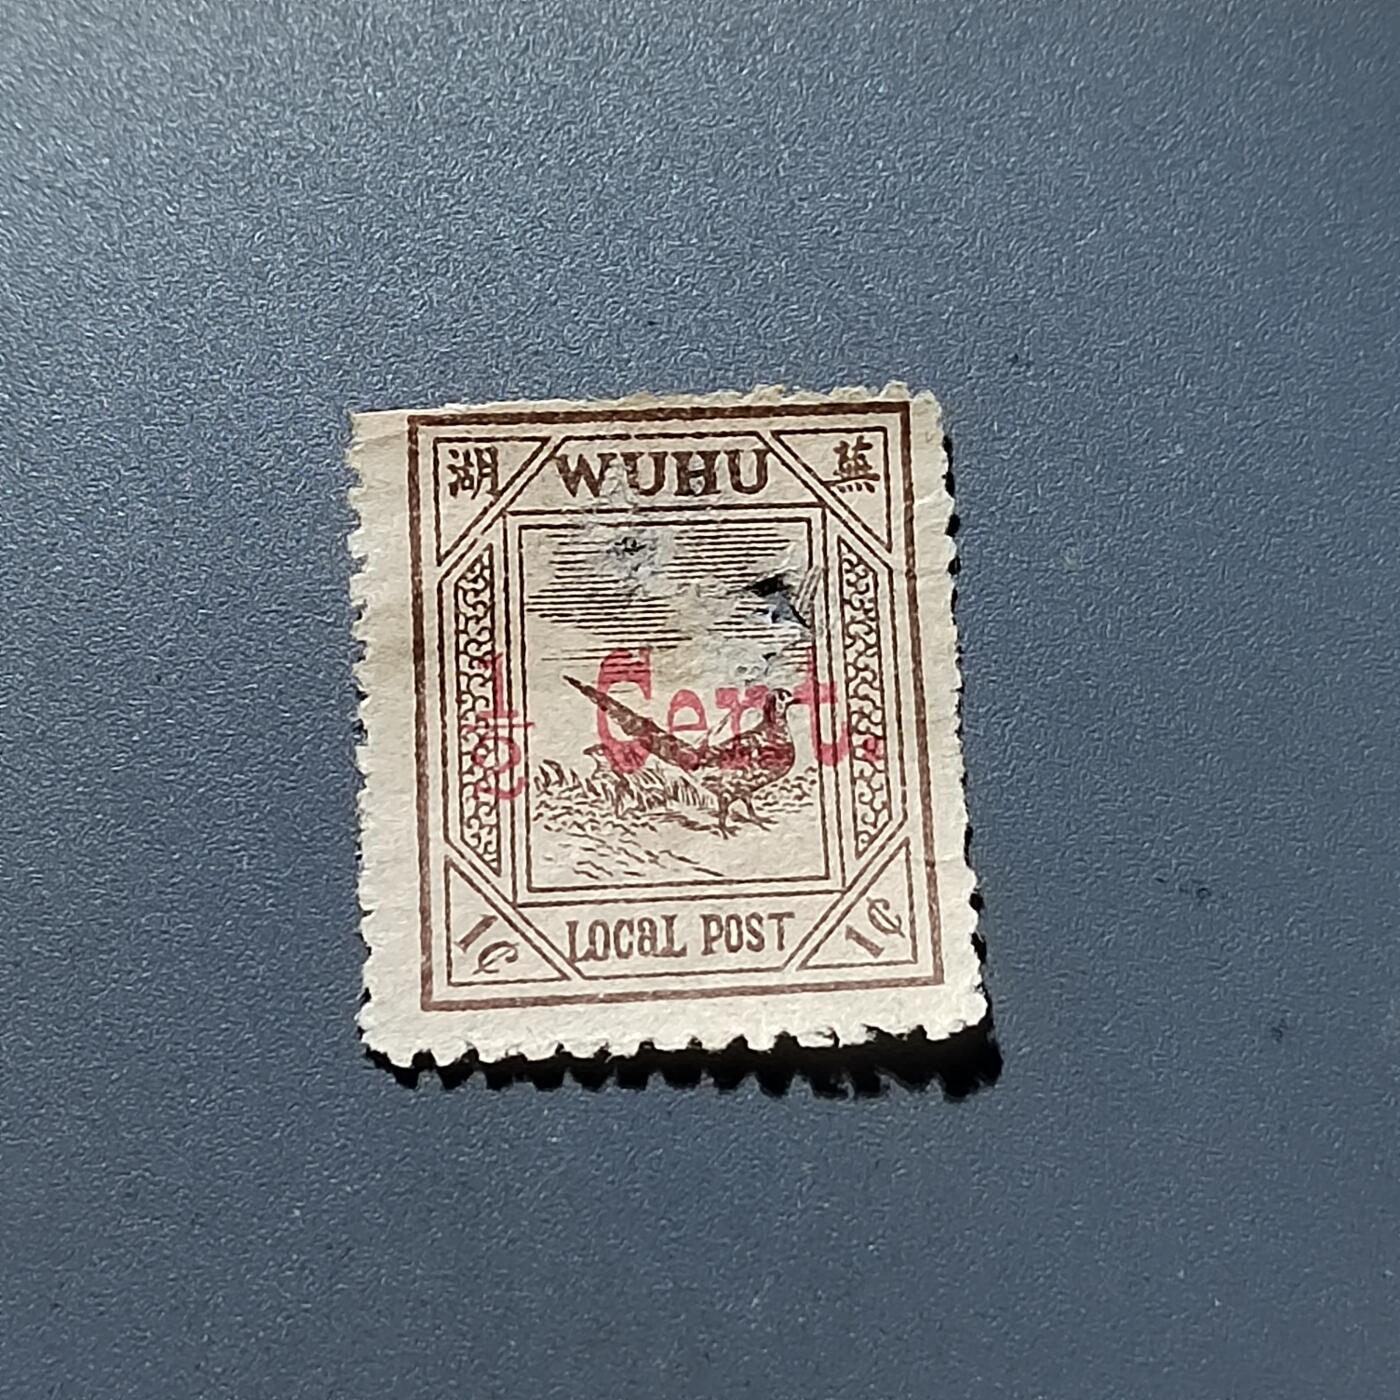 湖 WUHU 蕪
½ Cent.
1¢ LOCAL POST 1¢